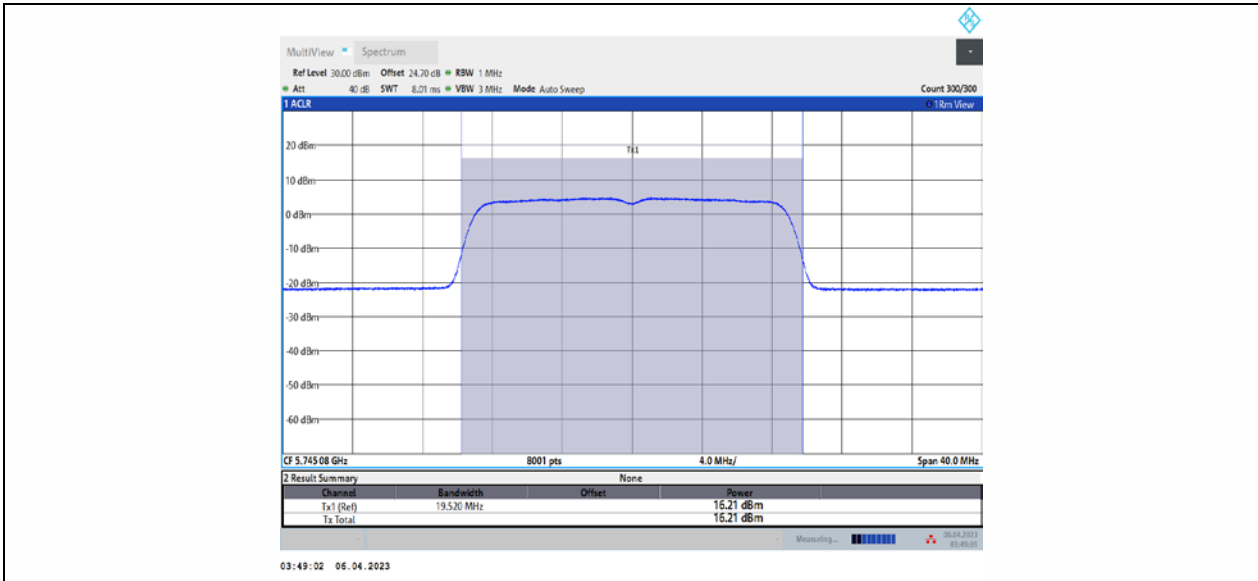 MultiView Spectrum
Ref Level 30.00 dBm Offset 24.70 dB RBW 1 MHz
Att 40 dB SWT 8.01 ms VBW 3 MHz Mode Auto Sweep Count 300/300
1 ACLR 1Rm View
20 dBm
Tx1
10 dBm
0 dBm
-10 dBm
-20 dBm
-30 dBm
-40 dBm
-50 dBm
-60 dBm
CF 5.745 08 GHz 8001 pts 4.0 MHz/ Span 40.0 MHz
2 Result Summary None
Channel Bandwidth Offset Power
Tx1 (Ref) 19.520 MHz 16.21 dBm
Tx Total 16.21 dBm
Measuring... 06.04.2023
03:49:01
03:49:02 06.04.2023